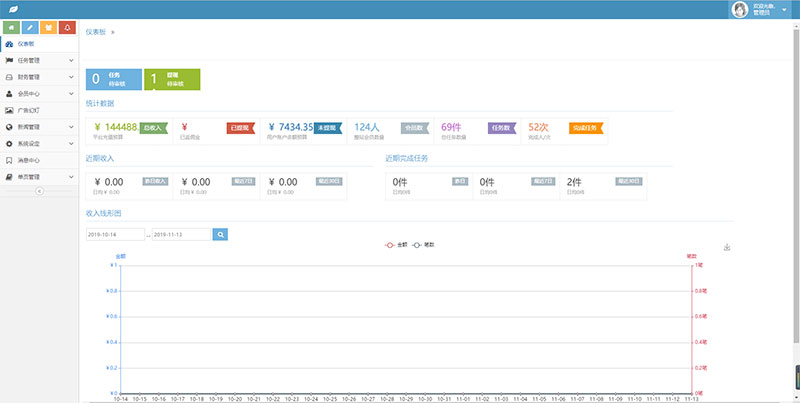 欢迎光临,
管理员
仪表板
任务管理
财务管理
会员中心
广告幻灯
新闻管理
系统设定
消息中心
单页管理
仪表板 »
0 任务
待审核
1 提现
待审核
统计数据
¥ 144488. 总收入
¥ 已提现
¥ 7434.35 未提现
124人 会员数
69件 任务数
52次 完成任务
平台充值总额
已返佣金
用户账户余额总额
整站会员数量
总任务数量
完成人/次
近期收入
近期完成任务
¥ 0.00 今日收入
¥ 0.00 最近7日
¥ 0.00 最近30日
0件 今日
0件 最近7日
2件 最近30日
日均 ¥ 0.00
日均 ¥ 0.00
日均 ¥ 0.00
日均0件
日均0件
日均0件
收入线形图
2019-10-14 .. 2019-11-13
金额 笔数
金额
笔数
¥ 1
1笔
¥ 0.8
0.8笔
¥ 0.6
0.6笔
¥ 0.4
0.4笔
¥ 0.2
0.2笔
¥ 0
0笔
10-14 10-15 10-16 10-17 10-18 10-19 10-20 10-21 10-22 10-23 10-24 10-25 10-26 10-27 10-28 10-29 10-30 10-31 11-01 11-02 11-03 11-04 11-05 11-06 11-07 11-08 11-09 11-10 11-11 11-12 11-13